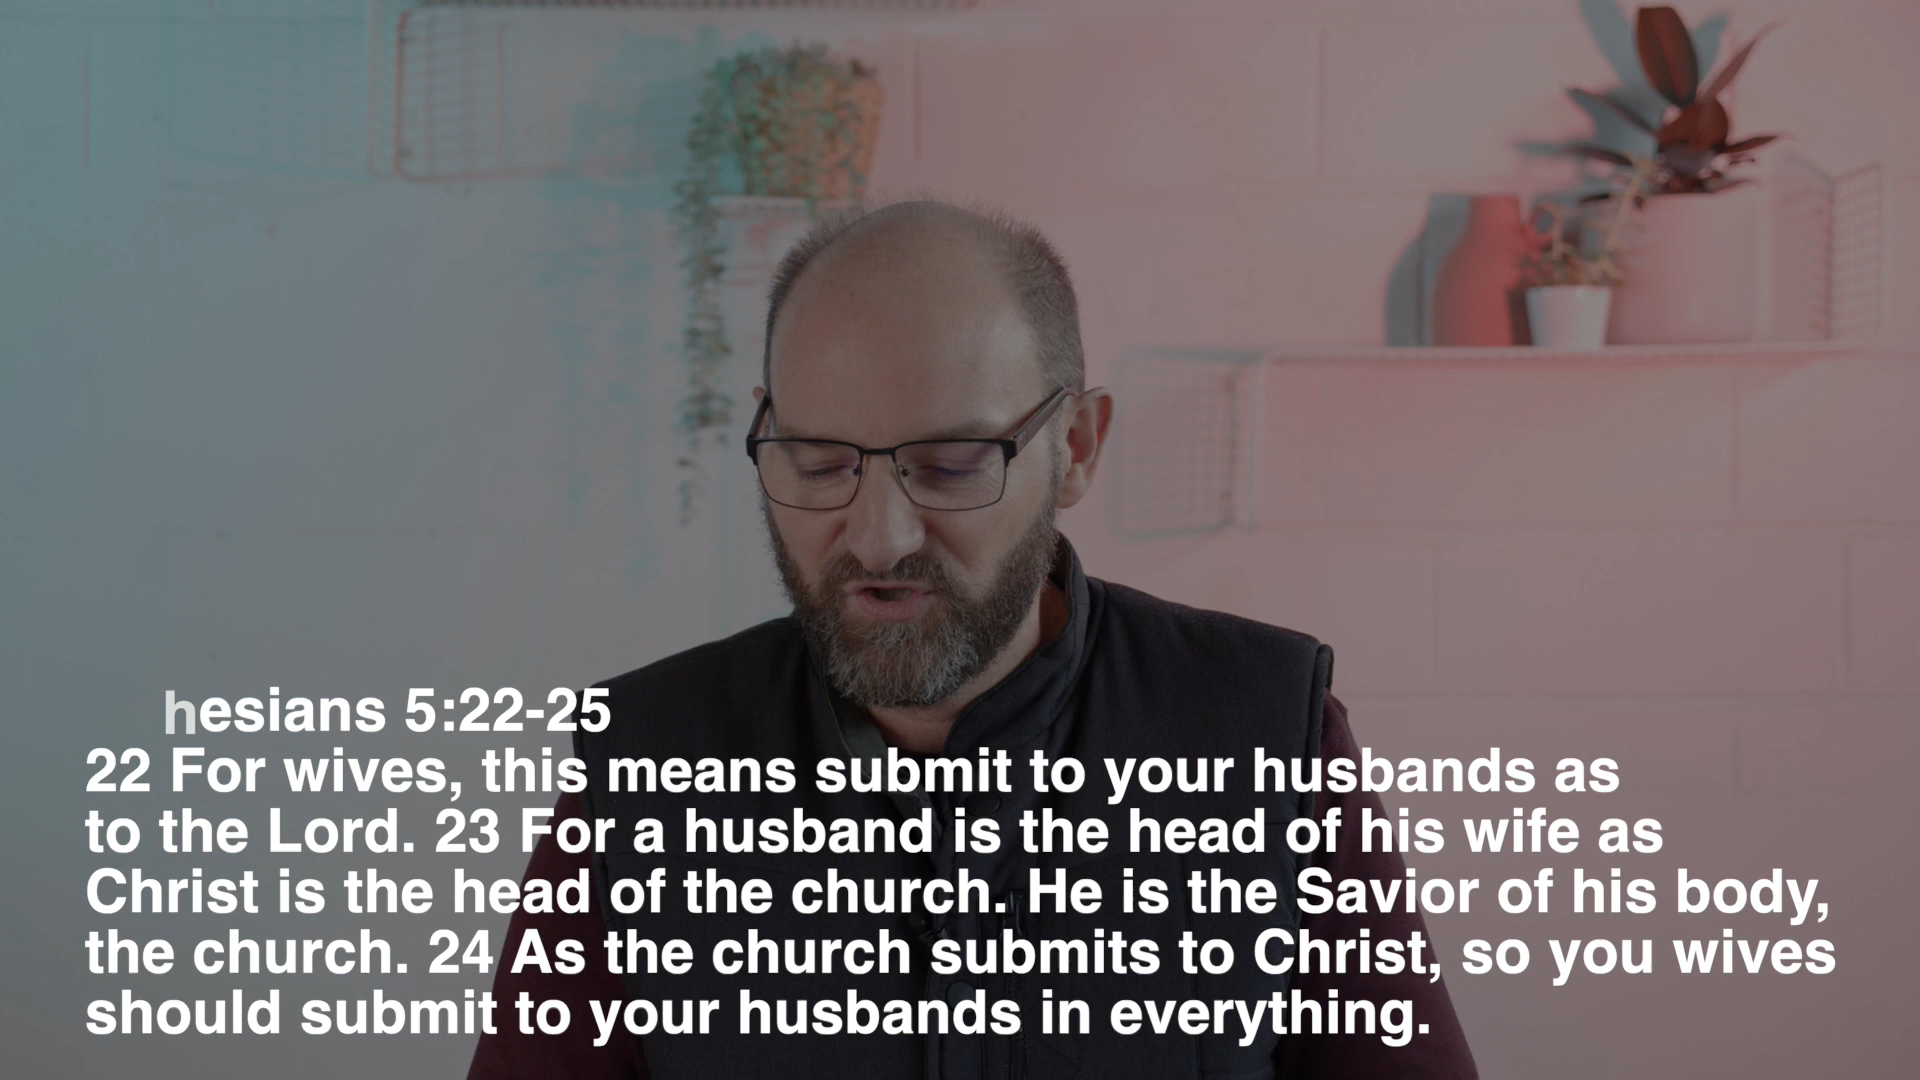 hesians 5:22-25
22 For wives, this means submit to your husbands as
to the Lord. 23 For a husband is the head of his wife as
Christ is the head of the church. He is the Savior of his body,
the church. 24 As the church submits to Christ, so you wives
should submit to your husbands in everything.